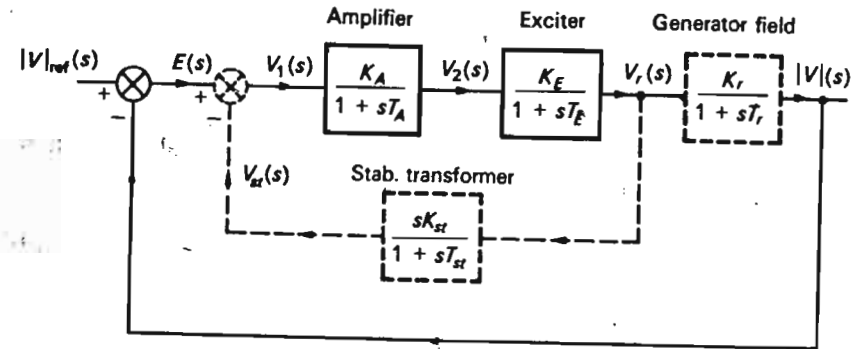 Amplifier
Exciter
Generator field
|V|ref(s)
+
−
E(s)
+
−
V1(s)
KA
1 + sTA
V2(s)
KE
1 + sTE
Vr(s)
Kr
1 + sTr
|V|(s)
Vst(s)
Stab. transformer
sKst
1 + sTst